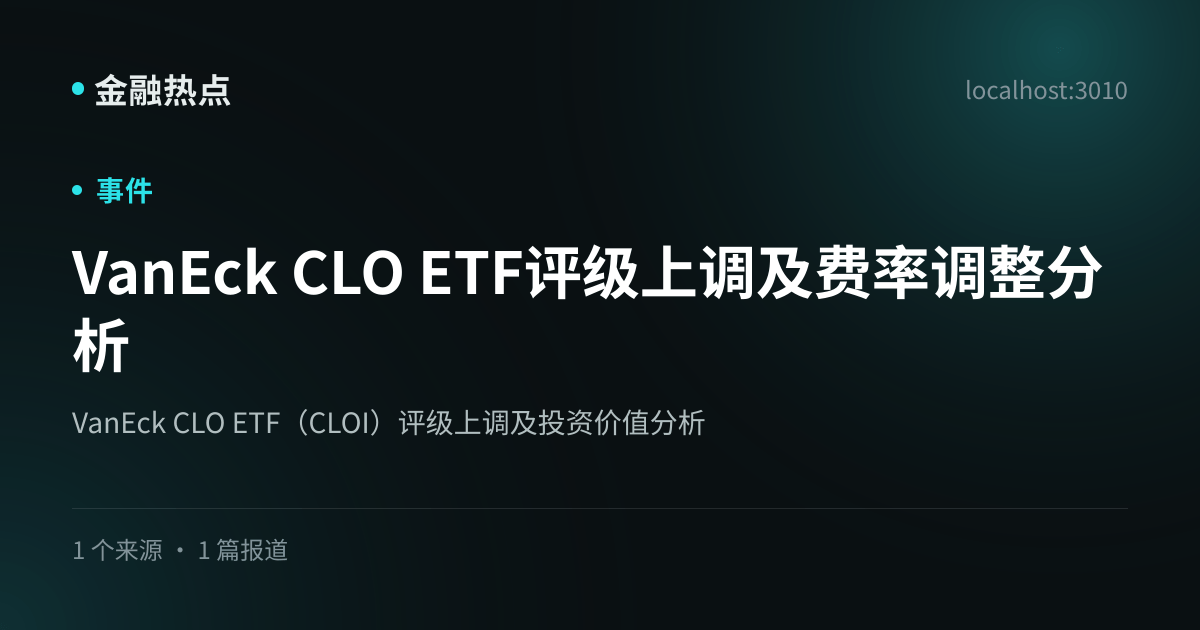 金融热点
localhost:3010
事件
VanEck CLO ETF评级上调及费率调整分
析
VanEck CLO ETF（CLOI）评级上调及投资价值分析
1 个来源 · 1 篇报道